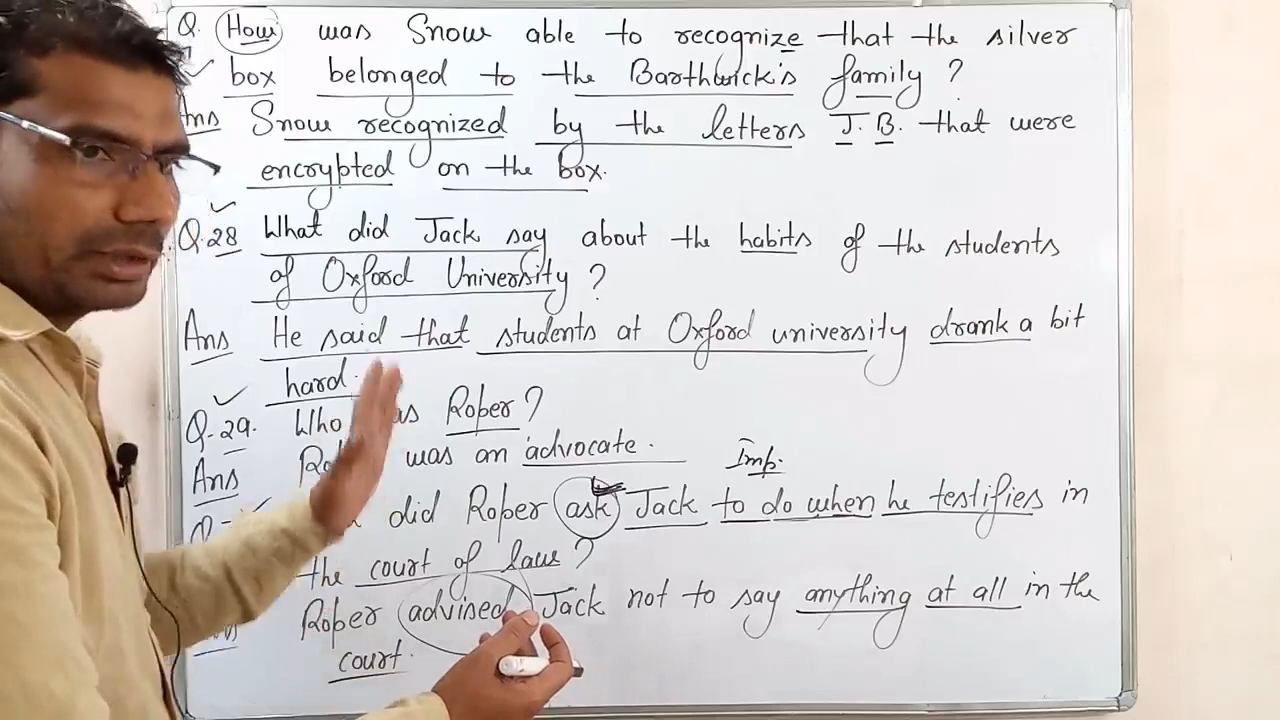 Q. How was Snow able to recognize that the silver
box belonged to the Barthwick's family ?
Ans Snow recognized by the letters J. B. that were
encrypted on the box.
Q.28 What did Jack say about the habits of the students
of Oxford University ?
Ans He said that students at Oxford university drank a bit
hard.
Q.29. Who was Roper ?
Ans was an advocate.
Imp.
did Roper ask Jack to do when he testifies in
the court of law ?
Roper advised Jack not to say anything at all in the
court.